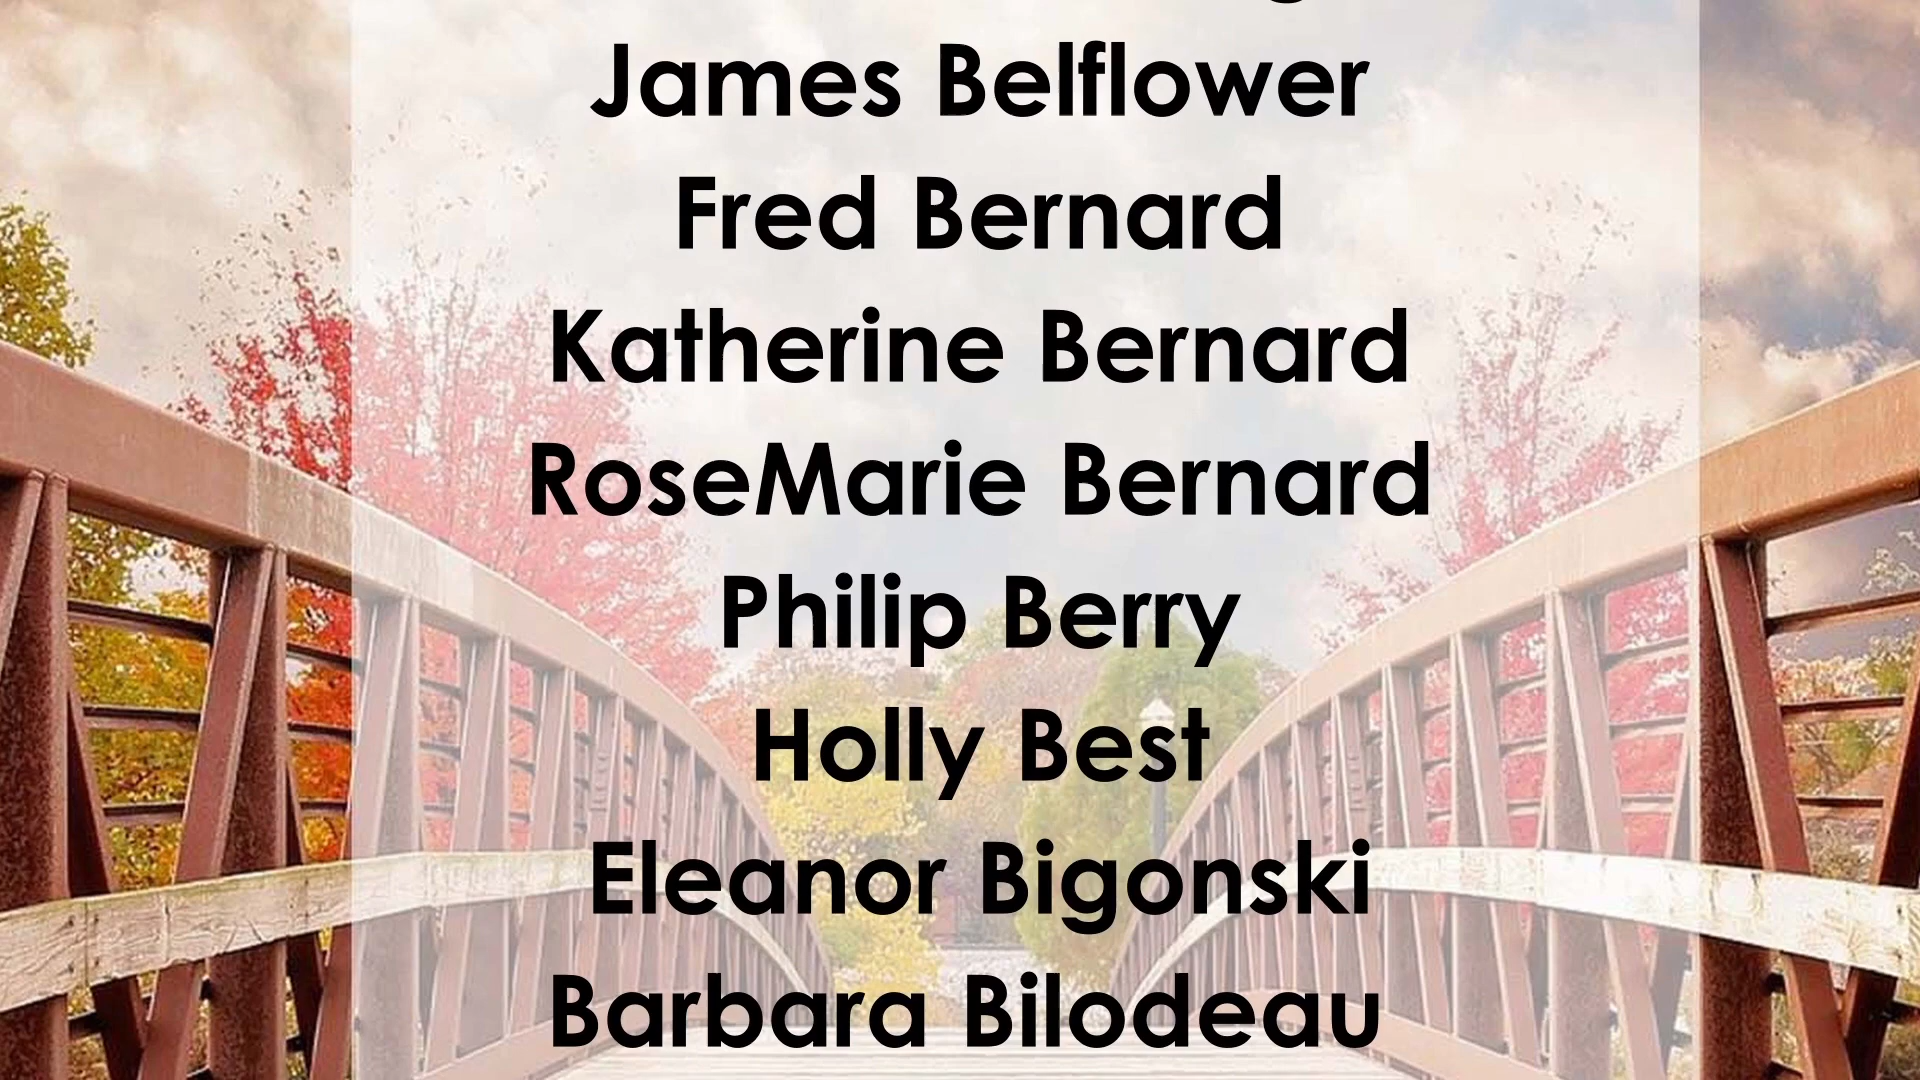 James Belflower
Fred Bernard
Katherine Bernard
RoseMarie Bernard
Philip Berry
Holly Best
Eleanor Bigonski
Barbara Bilodeau